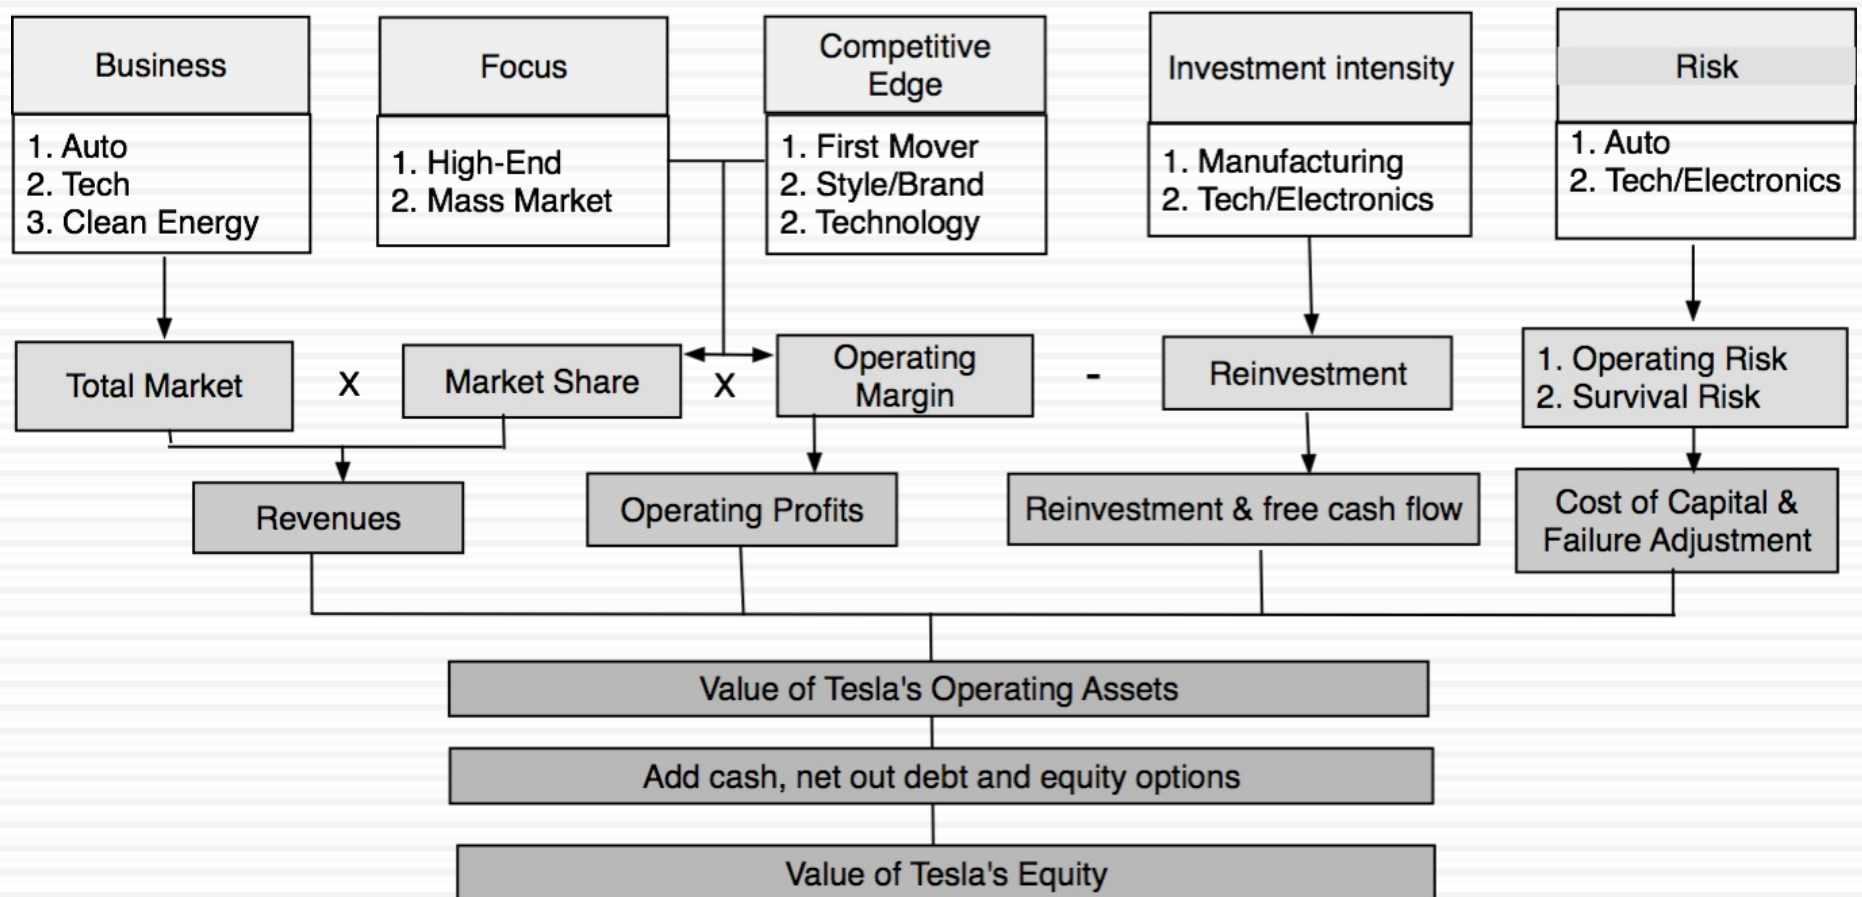 Business
1. Auto
2. Tech
3. Clean Energy
Focus
1. High-End
2. Mass Market
Competitive
Edge
1. First Mover
2. Style/Brand
2. Technology
Investment intensity
1. Manufacturing
2. Tech/Electronics
Risk
1. Auto
2. Tech/Electronics
Total Market
X
Market Share
X
Operating
Margin
-
Reinvestment
1. Operating Risk
2. Survival Risk
Revenues
Operating Profits
Reinvestment & free cash flow
Cost of Capital &
Failure Adjustment
Value of Tesla's Operating Assets
Add cash, net out debt and equity options
Value of Tesla's Equity